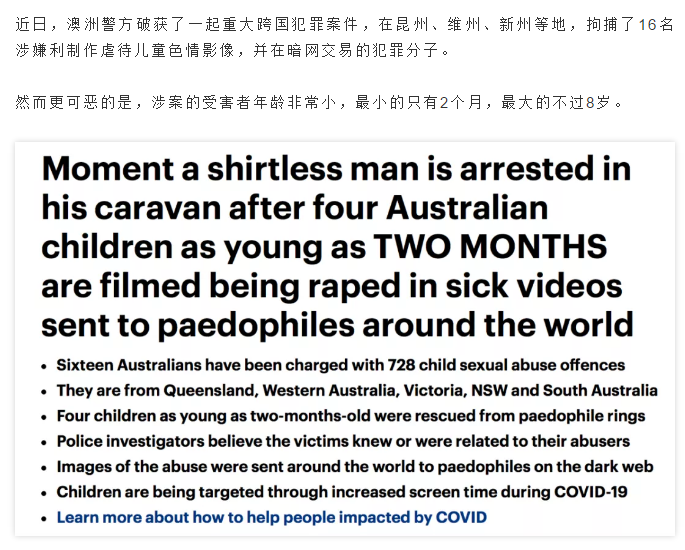 近日，澳洲警方破获了一起重大跨国犯罪案件，在昆州、维州、新州等地，拘捕了16名
涉嫌利制作虐待儿童色情影像，并在暗网交易的犯罪分子。
然而更可恶的是，涉案的受害者年龄非常小，最小的只有2个月，最大的不过8岁。
Moment a shirtless man is arrested in
his caravan after four Australian
children as young as TWO MONTHS
are filmed being raped in sick videos
sent to paedophiles around the world
• Sixteen Australians have been charged with 728 child sexual abuse offences
• They are from Queensland, Western Australia, Victoria, NSW and South Australia
• Four children as young as two-months-old were rescued from paedophile rings
• Police investigators believe the victims knew or were related to their abusers
• Images of the abuse were sent around the world to paedophiles on the dark web
• Children are being targeted through increased screen time during COVID-19
• Learn more about how to help people impacted by COVID